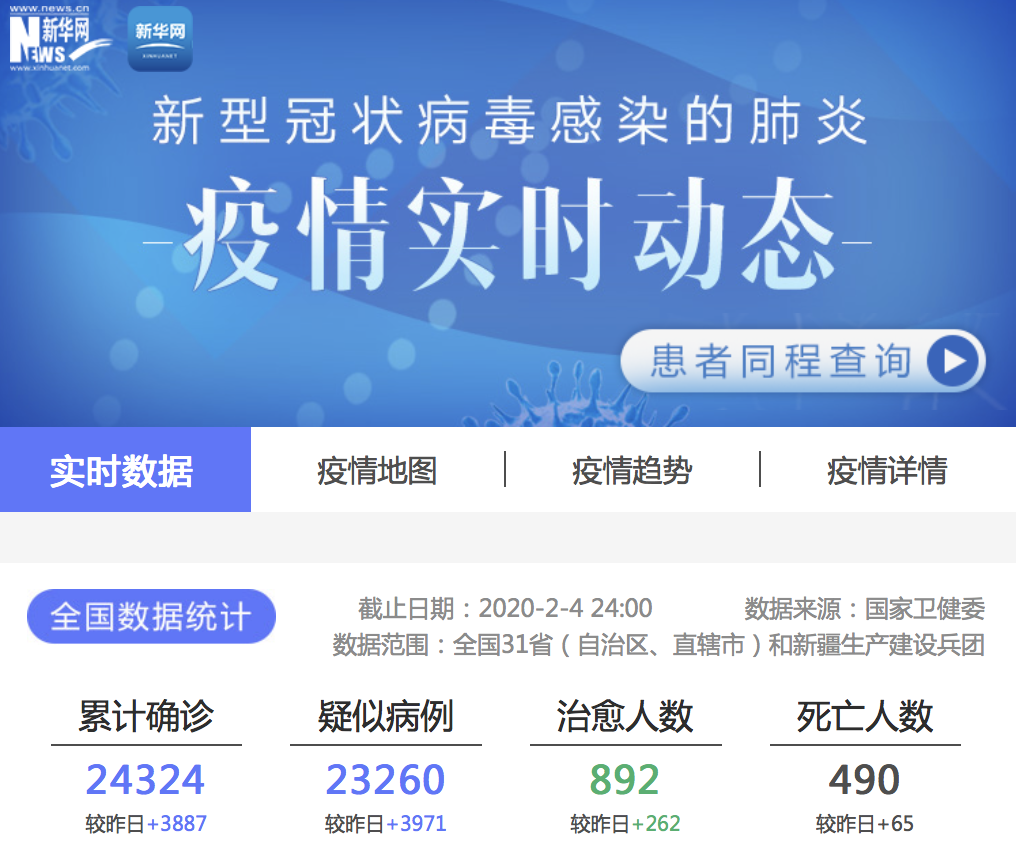 www.news.cn
新华网
NEWS
www.xinhuanet.com
新华网
XINHUANET
新型冠状病毒感染的肺炎
疫情实时动态
患者同程查询
实时数据 疫情地图 疫情趋势 疫情详情
全国数据统计
截止日期：2020-2-4 24:00 数据来源：国家卫健委
数据范围：全国31省（自治区、直辖市）和新疆生产建设兵团
累计确诊 疑似病例 治愈人数 死亡人数
24324 23260 892 490
较昨日+3887 较昨日+3971 较昨日+262 较昨日+65